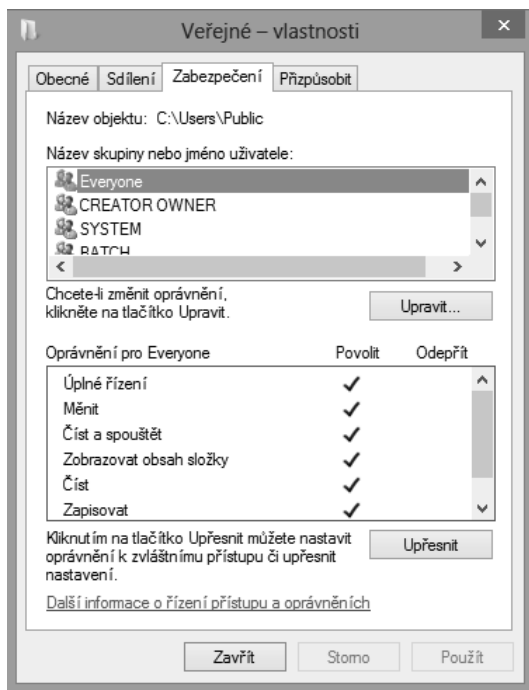 Veřejné – vlastnosti
Obecné Sdílení Zabezpečení Přizpůsobit
Název objektu: C:\Users\Public
Název skupiny nebo jméno uživatele:
Everyone
CREATOR OWNER
SYSTEM
BATCH
Chcete-li změnit oprávnění,
klikněte na tlačítko Upravit.
Upravit...
Oprávnění pro Everyone Povolit Odepřít
Úplné řízení
Měnit
Číst a spouštět
Zobrazovat obsah složky
Číst
Zapisovat
Kliknutím na tlačítko Upřesnit můžete nastavit
oprávnění k zvláštnímu přístupu či upřesnit
nastavení.
Upřesnit
Další informace o řízení přístupu a oprávněních
Zavřít Storno Použít